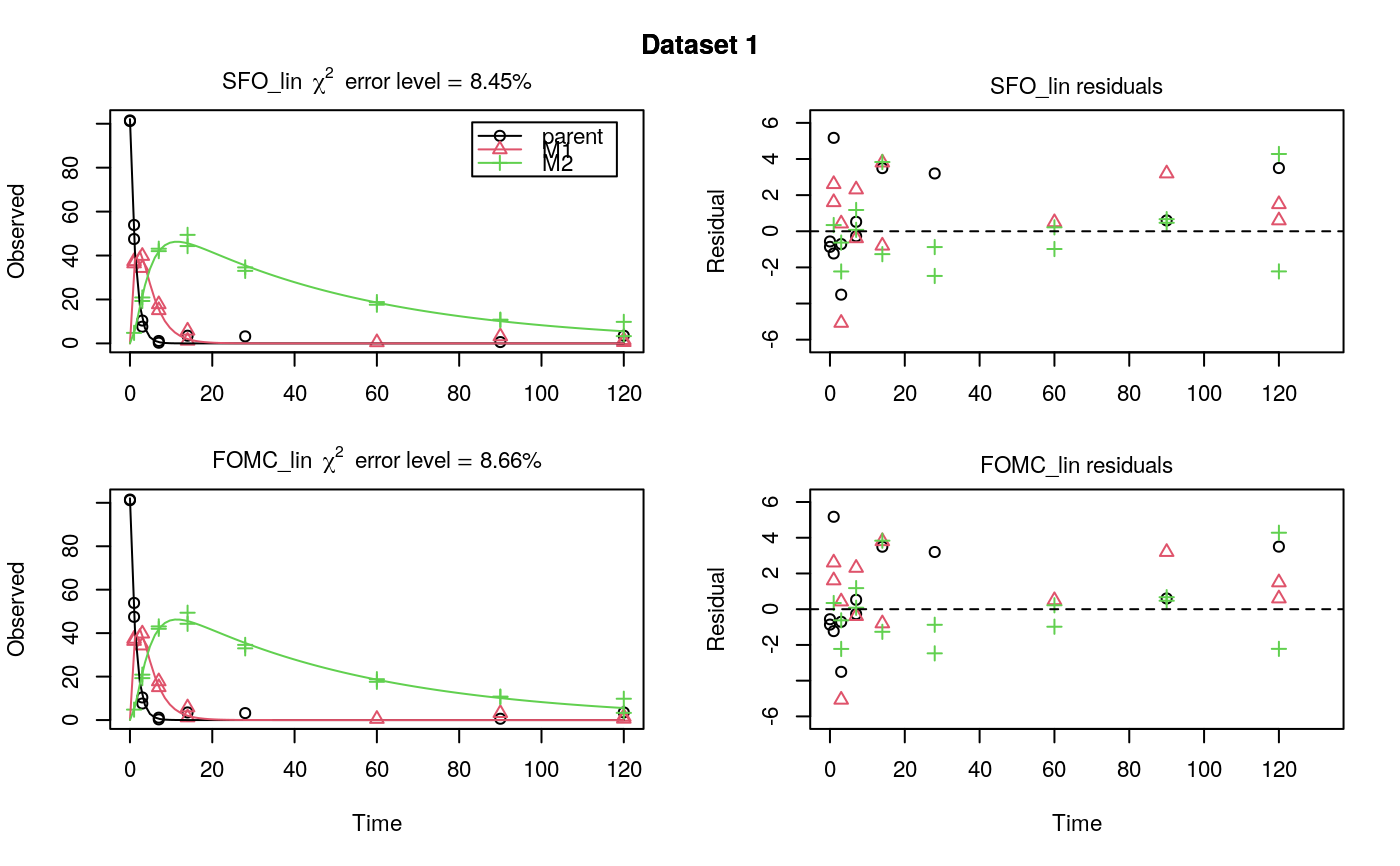 Dataset 1
SFO_lin χ2 error level = 8.45%
Observed
0 20 40 60 80
parent
M1
M2
0 20 40 60 80 100 120
SFO_lin residuals
Residual
-6 -2 0 2 4 6
0 20 40 60 80 100 120
FOMC_lin χ2 error level = 8.66%
Observed
0 20 40 60 80
0 20 40 60 80 100 120
Time
FOMC_lin residuals
Residual
-6 -2 0 2 4 6
0 20 40 60 80 100 120
Time